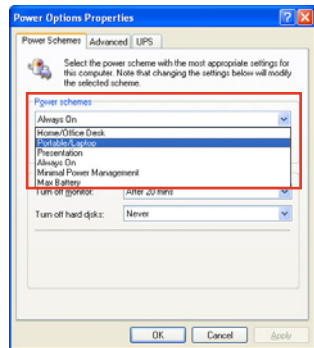 Power Options Properties
Power Schemes Advanced UPS
Select the power scheme with the most appropriate settings for
this computer. Note that changing the settings below will modify
the selected scheme.
Power schemes
Always On
Home/Office Desk
Portable/Laptop
Presentation
Always On
Minimal Power Management
Max Battery
Turn off monitor: After 20 mins
Turn off hard disks: Never
OK Cancel Apply